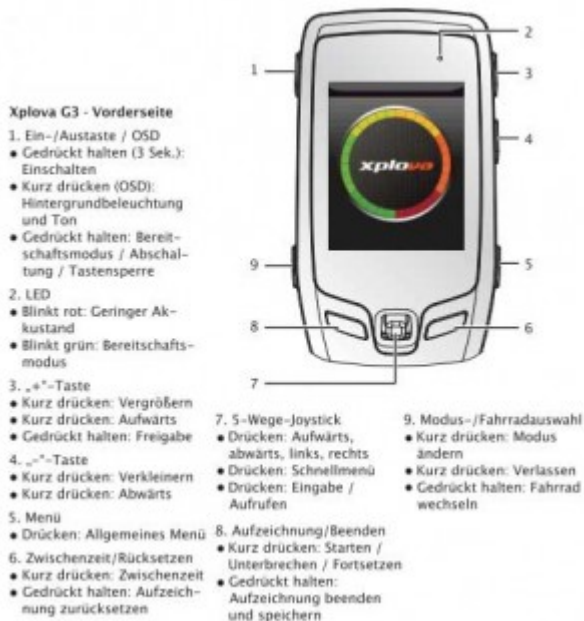 Xplova G3 - Vorderseite
1. Ein-/Austaste / OSD
● Gedrückt halten (3 Sek.):
Einschalten
● Kurz drücken (OSD):
Hintergrundbeleuchtung
und Ton
● Gedrückt halten: Bereit-
schaftsmodus / Abschal-
tung / Tastensperre
2. LED
● Blinkt rot: Geringer Ak-
kustand
● Blinkt grün: Bereitschafts-
modus
3. „+"-Taste
● Kurz drücken: Vergrößern
● Kurz drücken: Aufwärts
● Gedrückt halten: Freigabe
4. „-"-Taste
● Kurz drücken: Verkleinern
● Kurz drücken: Abwärts
5. Menü
● Drücken: Allgemeines Menü
6. Zwischenzeit/Rücksetzen
● Kurz drücken: Zwischenzeit
● Gedrückt halten: Aufzeich-
nung zurücksetzen
7. 5-Wege-Joystick
● Drücken: Aufwärts,
abwärts, links, rechts
● Drücken: Schnellmenü
● Drücken: Eingabe /
Aufrufen
8. Aufzeichnung/Beenden
● Kurz drücken: Starten /
Unterbrechen / Fortsetzen
● Gedrückt halten:
Aufzeichnung beenden
und speichern
9. Modus-/Fahrradauswahl
● Kurz drücken: Modus
ändern
● Kurz drücken: Verlassen
● Gedrückt halten: Fahrrad
wechseln
1
2
3
4
5
6
7
8
9
xplova